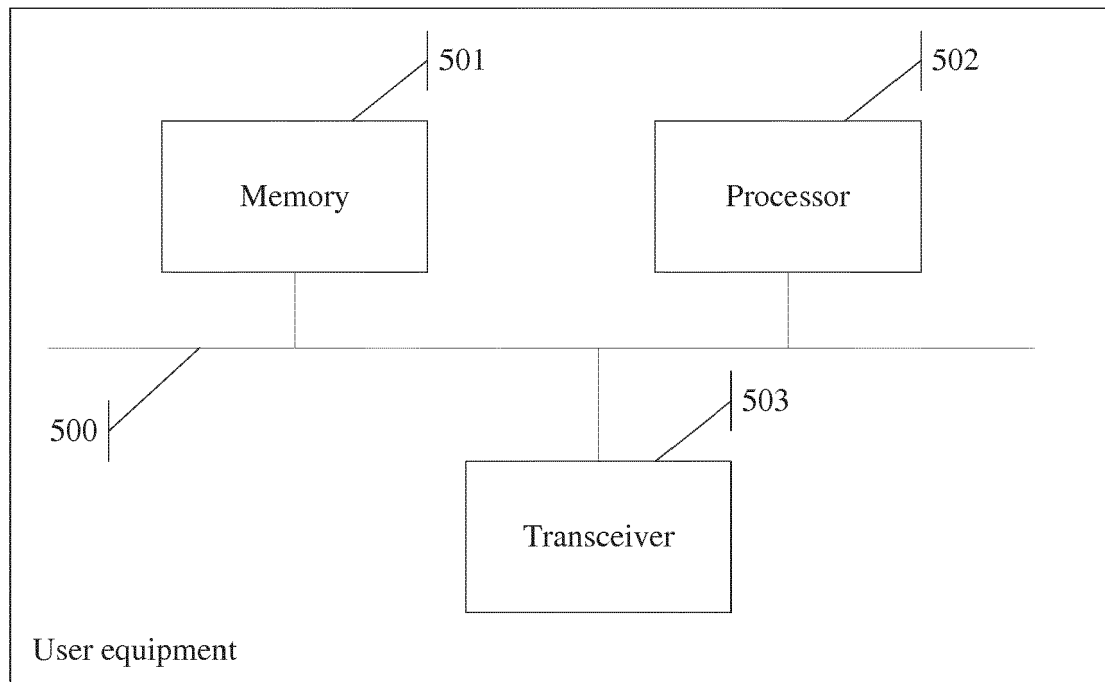 501
502
Memory
Processor
503
500
Transceiver
User equipment